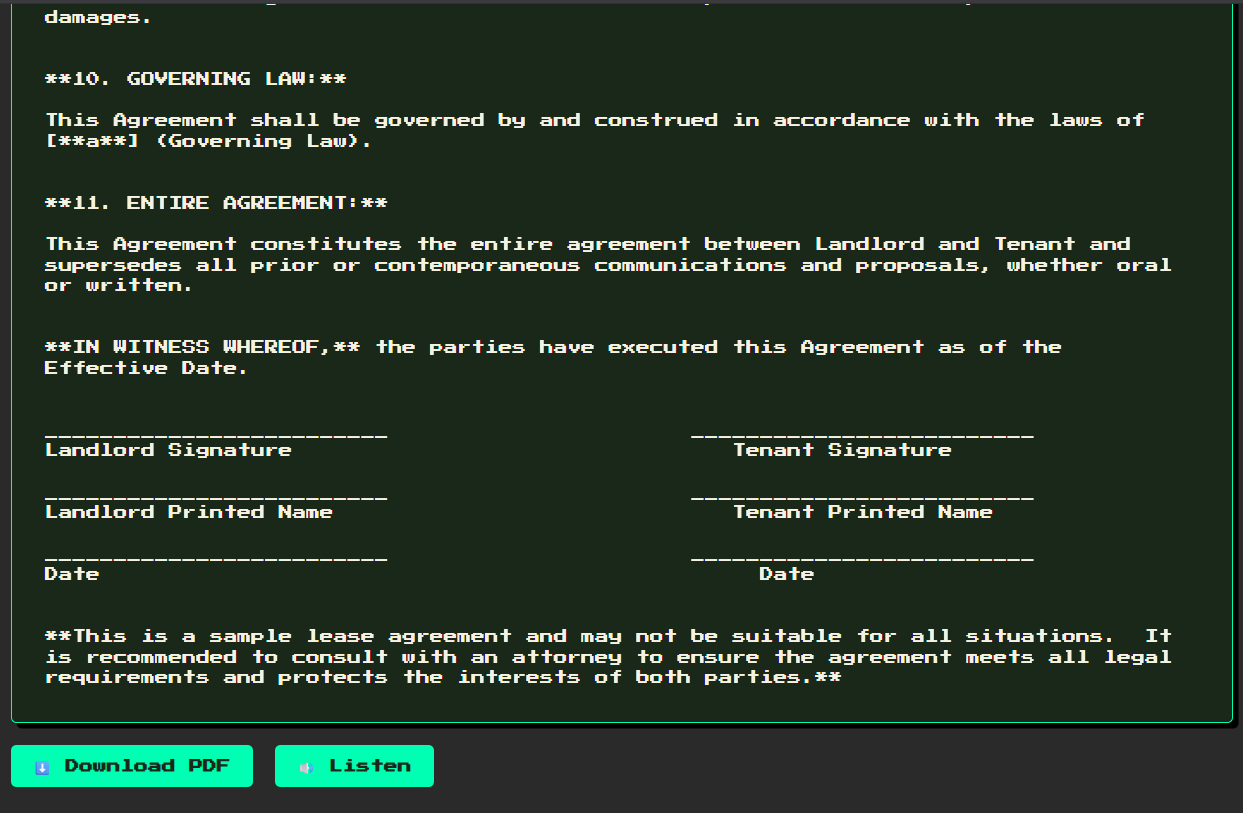 damages.
**10. GOVERNING LAW:**
This Agreement shall be governed by and construed in accordance with the laws of
[**a**] (Governing Law).
**11. ENTIRE AGREEMENT:**
This Agreement constitutes the entire agreement between Landlord and Tenant and
supersedes all prior or contemporaneous communications and proposals, whether oral
or written.
**IN WITNESS WHEREOF,** the parties have executed this Agreement as of the
Effective Date.
_________________________ _________________________
Landlord Signature Tenant Signature
_________________________ _________________________
Landlord Printed Name Tenant Printed Name
_________________________ _________________________
Date Date
**This is a sample lease agreement and may not be suitable for all situations.  It
is recommended to consult with an attorney to ensure the agreement meets all legal
requirements and protects the interests of both parties.**
Download PDF Listen